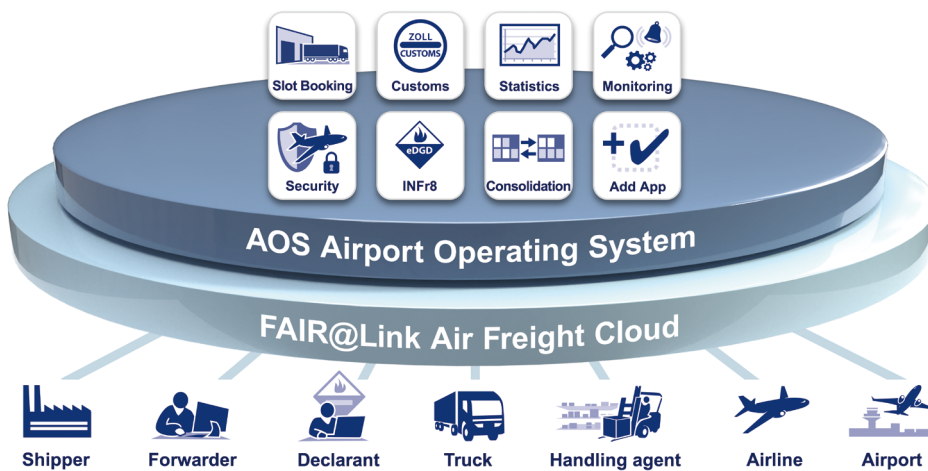 ZOLL
CUSTOMS
Slot Booking
Customs
Statistics
Monitoring
eDGD
Security
INFr8
Consolidation
Add App
AOS Airport Operating System
FAIR@Link Air Freight Cloud
Shipper
Forwarder
Declarant
Truck
Handling agent
Airline
Airport